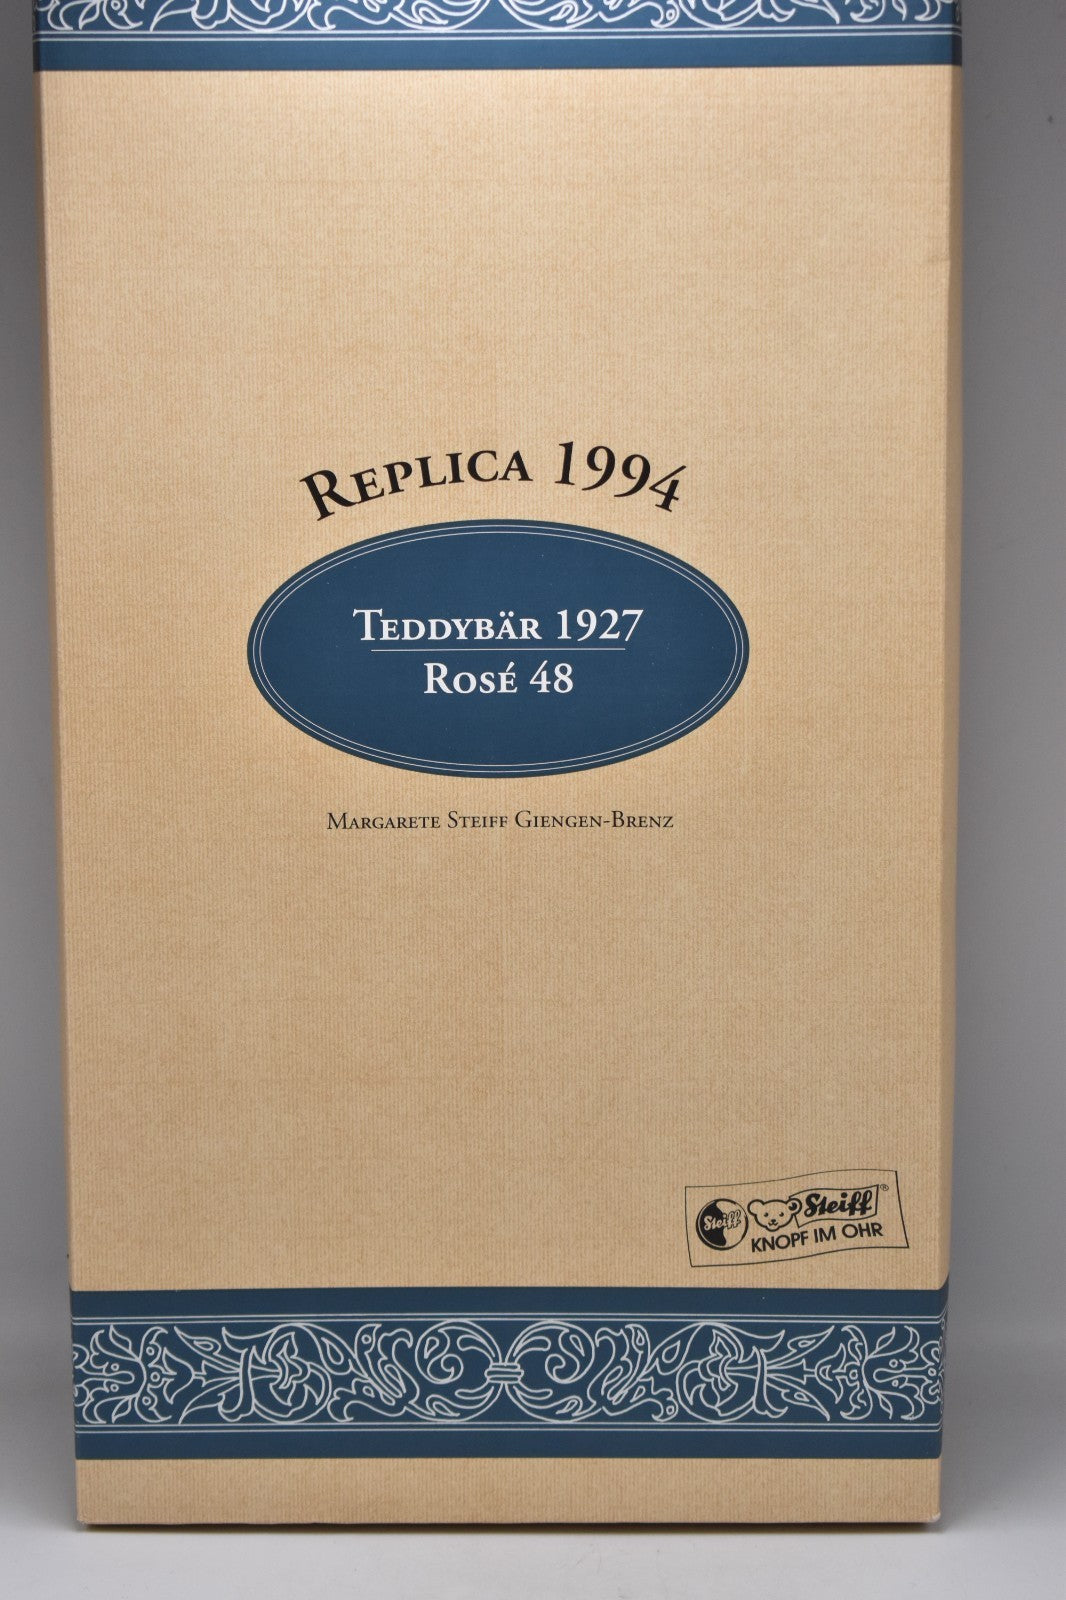 Replica 1994
Teddybär 1927
Rosé 48
Margarete Steiff Giengen-Brenz
Steiff
Steiff®
KNOPF IM OHR